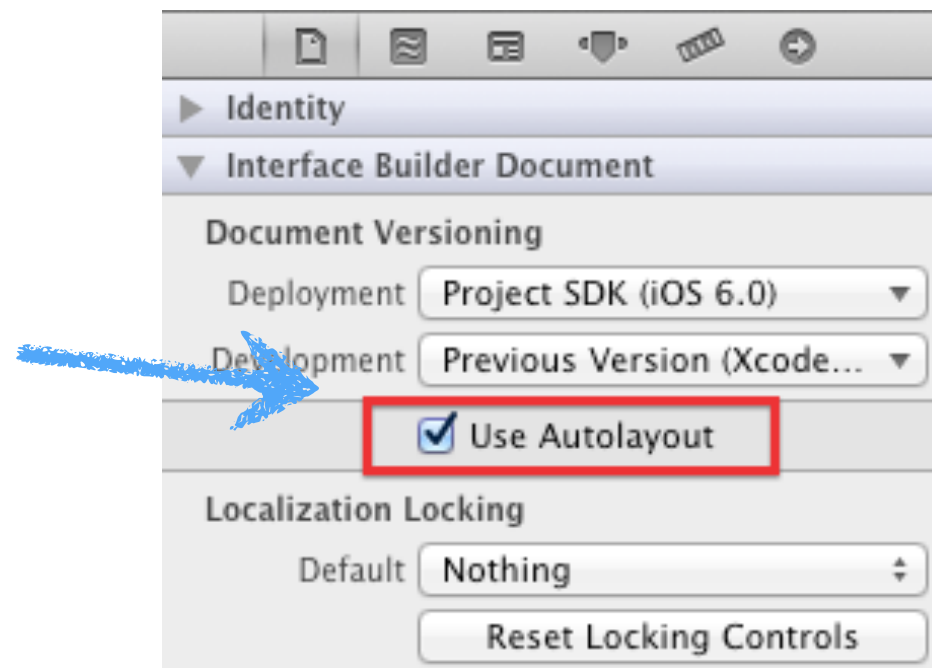 Identity
Interface Builder Document
Document Versioning
Deployment Project SDK (iOS 6.0)
Development Previous Version (Xcode...
Use Autolayout
Localization Locking
Default Nothing
Reset Locking Controls